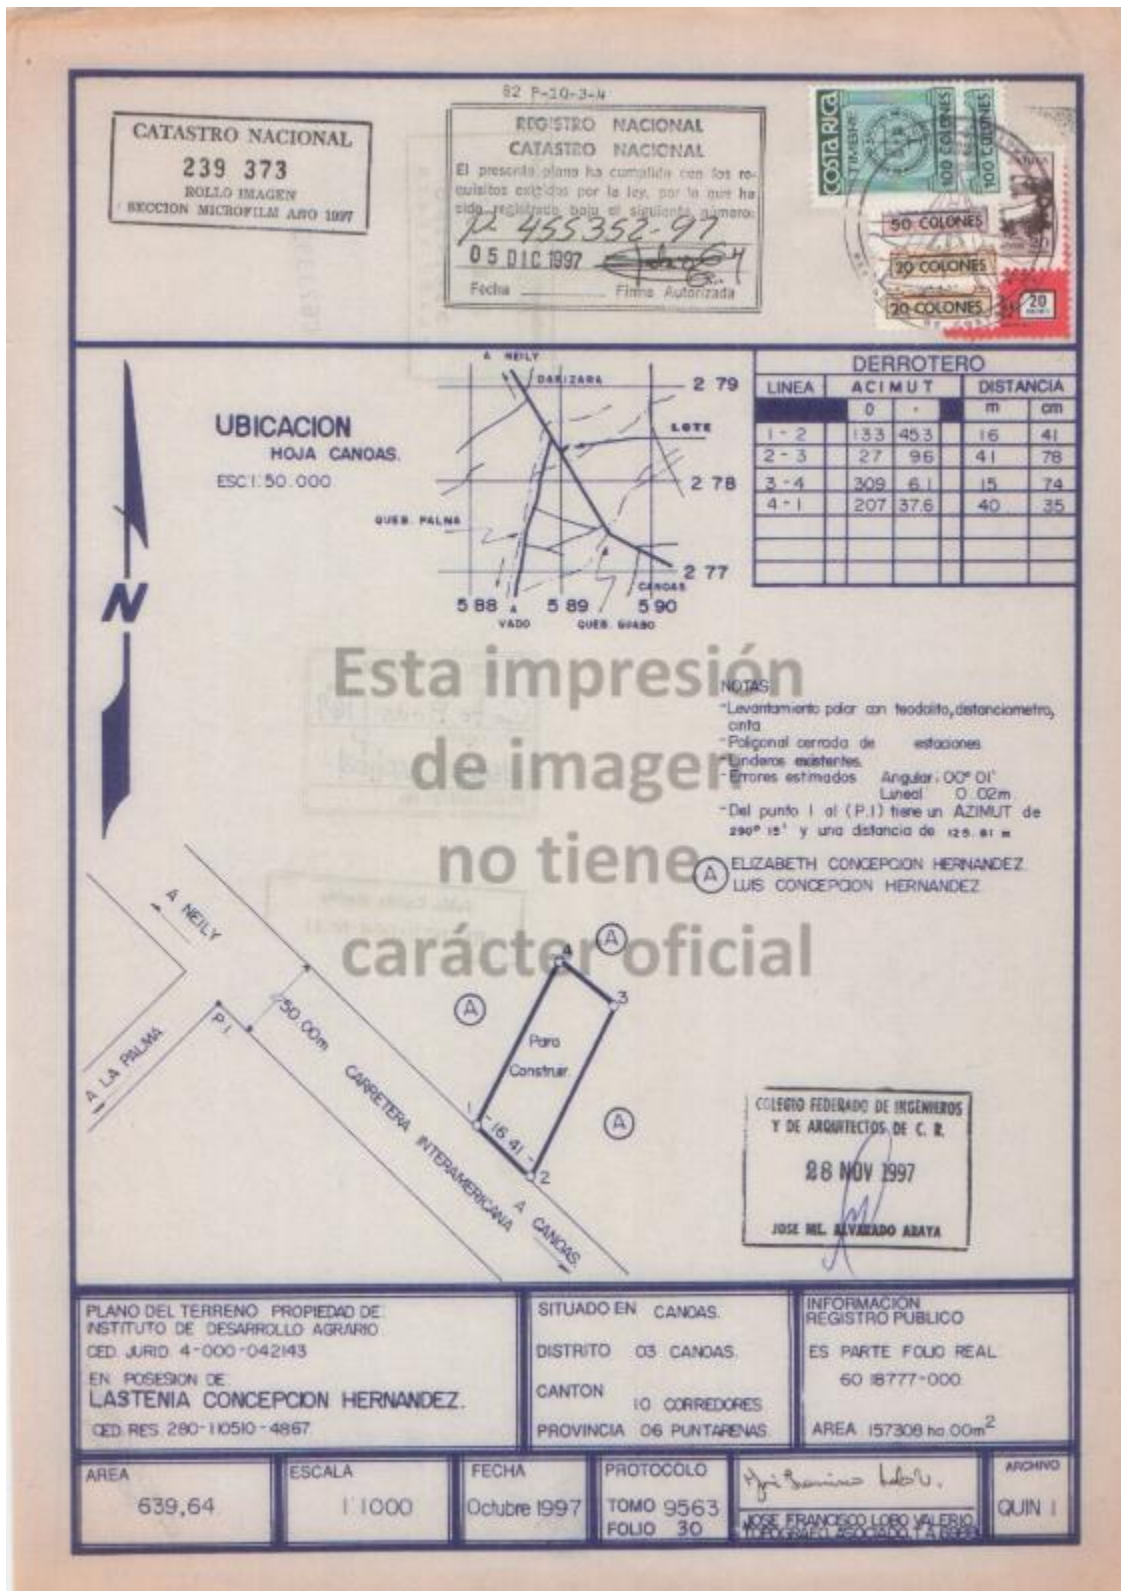 82 P-10-3-4
CATASTRO NACIONAL
239 373
ROLLO IMAGEN
SECCION MICROFILM AÑO 1997
REGISTRO NACIONAL
CATASTRO NACIONAL
El presente plano ha cumplido con los re-
quisitos exigidos por la ley, por lo que ha
sido registrado bajo el siguiente número:
P. 455352-97
05 DIC 1997
Fecha Firma Autorizada
COSTA RICA
TIMBRE
100 COLONES
100 COLONES
50 COLONES
20 COLONES
20 COLONES
20
UBICACION
HOJA CANOAS.
ESC 1:50.000
A NEILY
DARIZARA
2 79
LOTE
2 78
QUEB. PALMA
2 77
CANOAS
5 88 5 89 5 90
A VADO
QUEB. GUABO
DERROTERO
LINEA ACIMUT DISTANCIA
O ' m cm
1 - 2 133 45.3 16 41
2 - 3 27 9.6 41 78
3 - 4 309 6.1 15 74
4 - 1 207 37.6 40 35
N
Esta impresión
de imagen
no tiene
carácter oficial
NOTAS
-Levantamiento polar con teodolito, distanciometro,
cinta
-Poligonal cerrada de estaciones
-Linderos existentes.
-Errores estimados Angular: 00° 01'
Lineal 0.02m
-Del punto 1 al (P.I) tiene un AZIMUT de
290° 15' y una distancia de 125.81 m
A ELIZABETH CONCEPCION HERNANDEZ.
LUIS CONCEPCION HERNANDEZ
A NEILY
A LA PALMA
P.I.
50.00m
CARRETERA INTERAMERICANA
A CANOAS.
4
A
3
A
Para
Construir.
A
1
16.41
2
COLEGIO FEDERADO DE INGENIEROS
Y DE ARQUITECTOS DE C. R.
28 NOV 1997
JOSE ML. ALVARADO ARAYA
PLANO DEL TERRENO PROPIEDAD DE:
INSTITUTO DE DESARROLLO AGRARIO
CED. JURID. 4-000-042143
EN POSESION DE:
LASTENIA CONCEPCION HERNANDEZ.
CED. RES. 280-110510-4867
SITUADO EN CANOAS.
DISTRITO 03 CANOAS.
CANTON 10 CORREDORES
PROVINCIA 06 PUNTARENAS.
INFORMACION
REGISTRO PUBLICO
ES PARTE FOLIO REAL
60 18777-000
AREA 157308 ha.00m2
AREA
639,64
ESCALA
1:1000
FECHA
Octubre 1997
PROTOCOLO
TOMO 9563
FOLIO 30
JOSE FRANCISCO LOBO VALERIO
TOPOGRAFO ASOCIADO, T.A.
ARCHIVO
QUIN 1